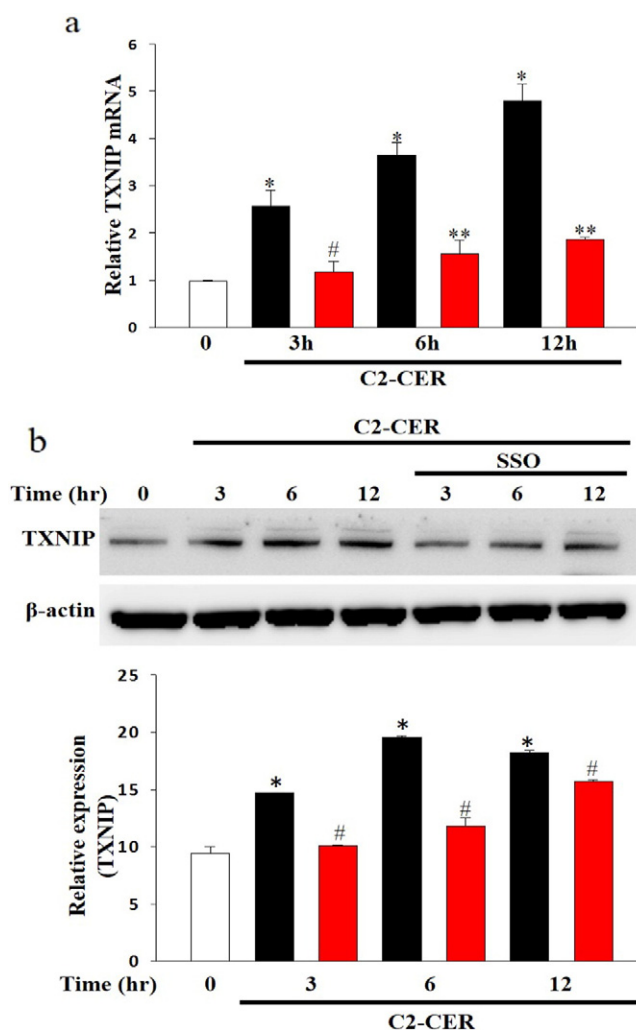 a
Relative TXNIP mRNA
6
5
4
3
2
1
0
*
#
*
**
*
**
0 3h 6h 12h
C2-CER
b
C2-CER
SSO
Time (hr) 0 3 6 12 3 6 12
TXNIP
β-actin
Relative expression
(TXNIP)
25
20
15
10
5
0
*
#
*
#
*
#
Time (hr) 0 3 6 12
C2-CER